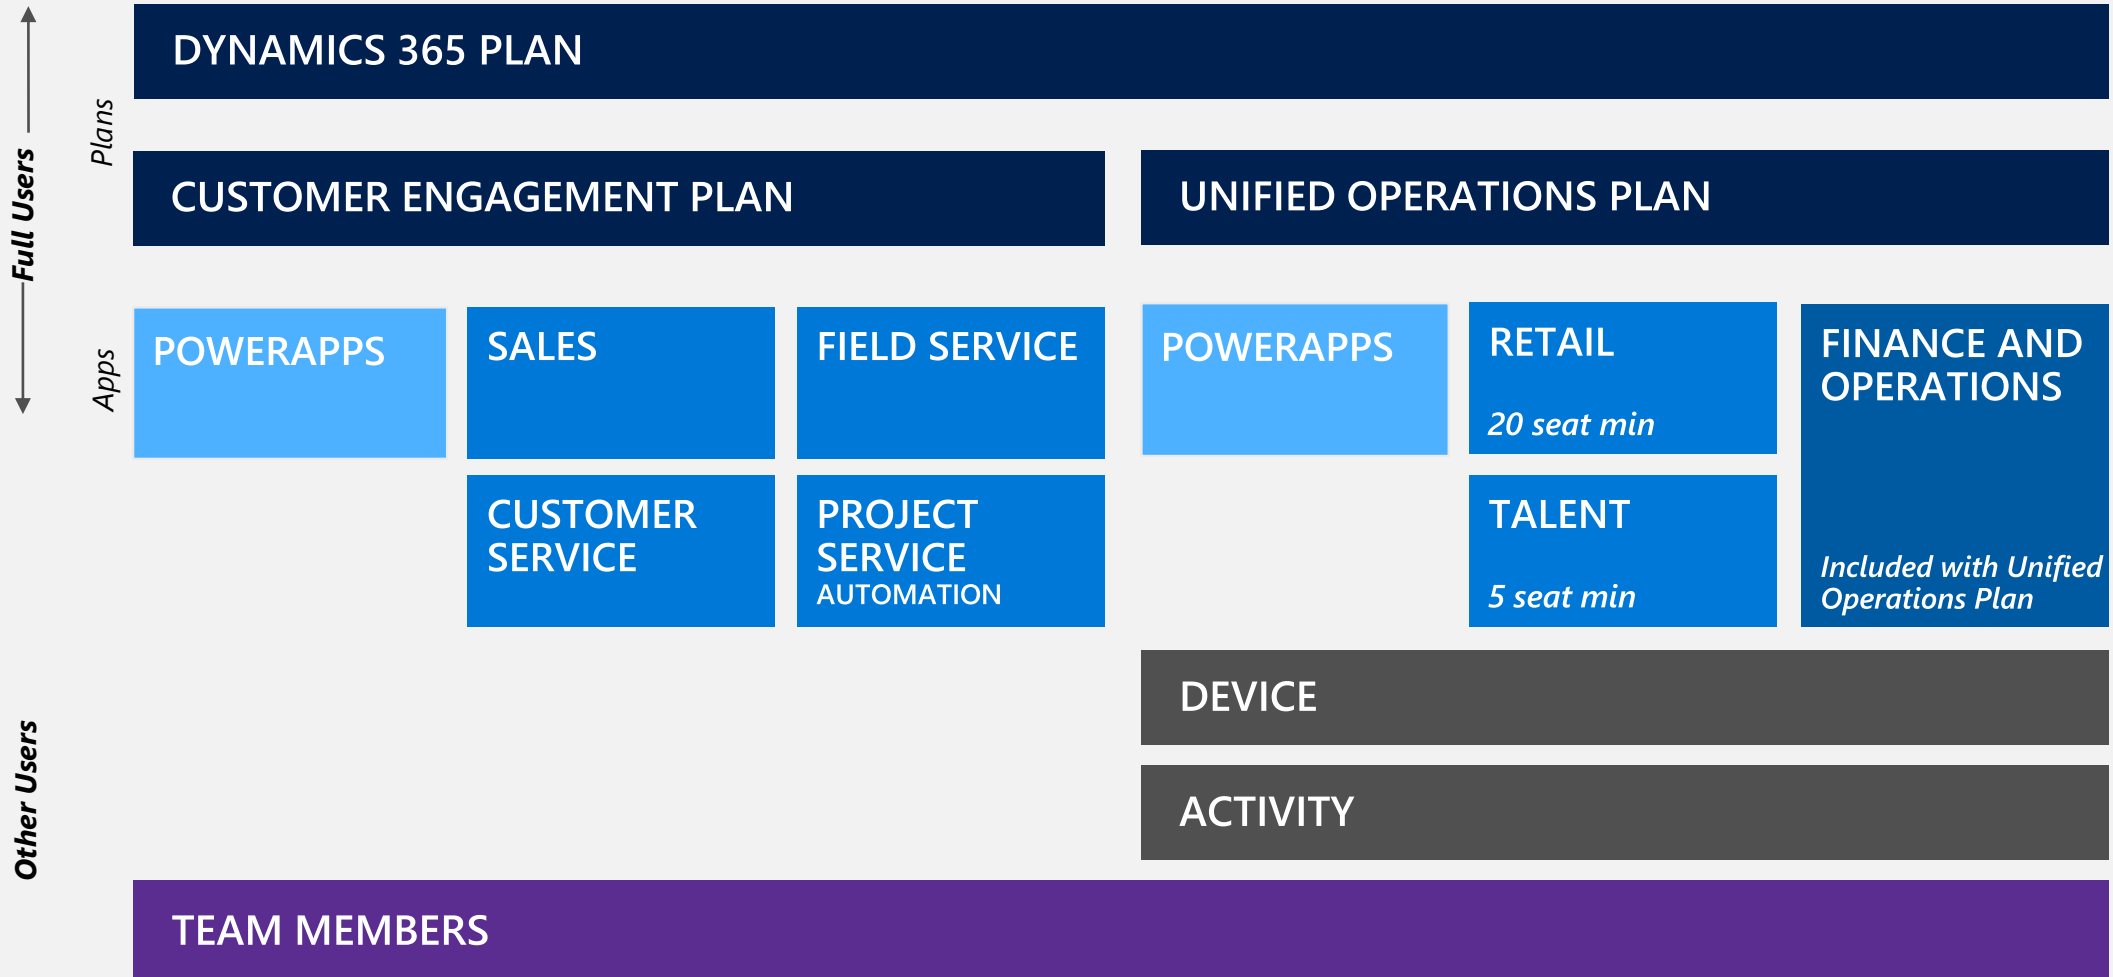 DYNAMICS 365 PLAN
Plans
Full Users
CUSTOMER ENGAGEMENT PLAN
UNIFIED OPERATIONS PLAN
Apps
POWERAPPS
SALES
FIELD SERVICE
CUSTOMER
SERVICE
PROJECT
SERVICE
AUTOMATION
POWERAPPS
RETAIL
20 seat min
TALENT
5 seat min
FINANCE AND
OPERATIONS
Included with Unified
Operations Plan
Other Users
DEVICE
ACTIVITY
TEAM MEMBERS